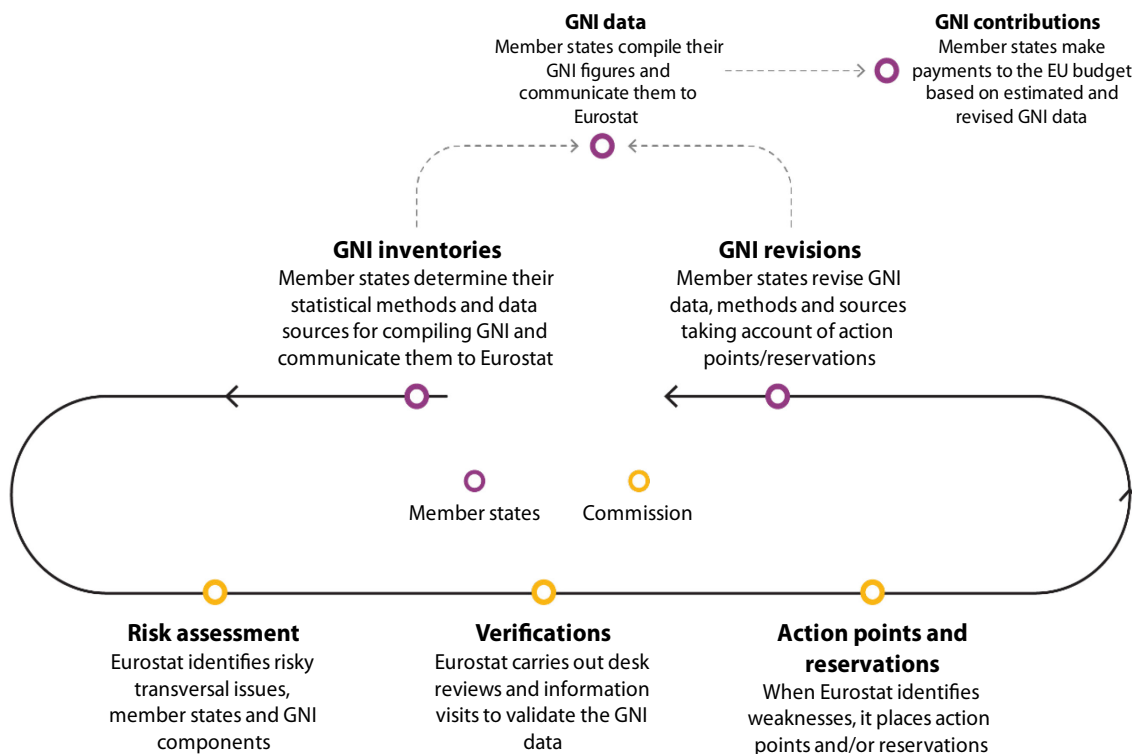 GNI data
Member states compile their
GNI figures and
communicate them to
Eurostat
GNI contributions
Member states make
payments to the EU budget
based on estimated and
revised GNI data
GNI inventories
Member states determine their
statistical methods and data
sources for compiling GNI and
communicate them to Eurostat
GNI revisions
Member states revise GNI
data, methods and sources
taking account of action
points/reservations
Member states
Commission
Risk assessment
Eurostat identifies risky
transversal issues,
member states and GNI
components
Verifications
Eurostat carries out desk
reviews and information
visits to validate the GNI
data
Action points and
reservations
When Eurostat identifies
weaknesses, it places action
points and/or reservations